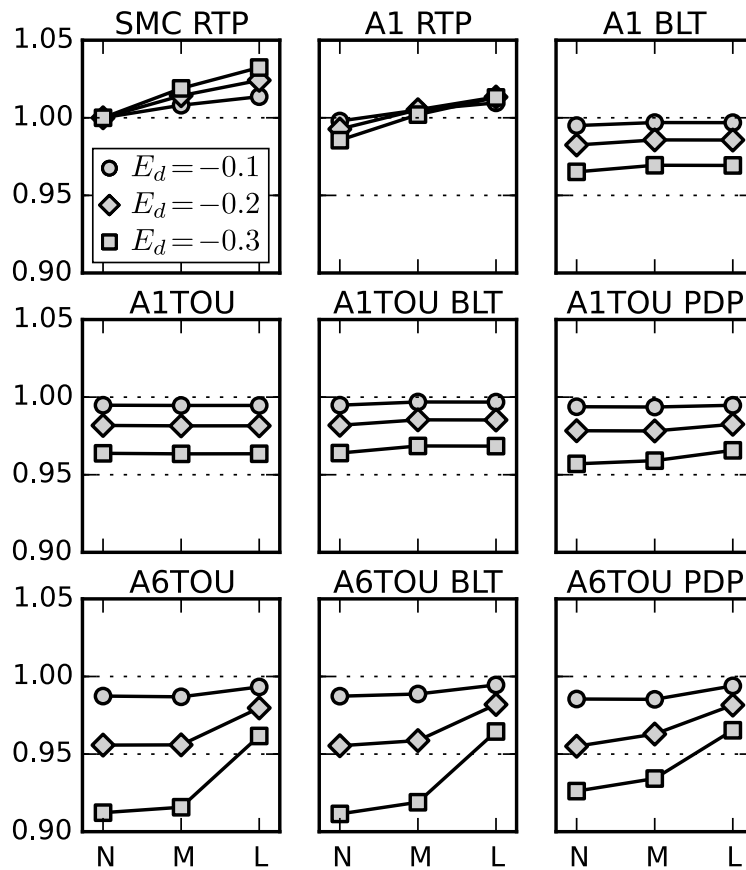 SMC RTP
A1 RTP
A1 BLT
1.05
1.00
0.95
0.90
E_d = −0.1
E_d = −0.2
E_d = −0.3
A1TOU
A1TOU BLT
A1TOU PDP
1.05
1.00
0.95
0.90
A6TOU
A6TOU BLT
A6TOU PDP
1.05
1.00
0.95
0.90
N M L
N M L
N M L